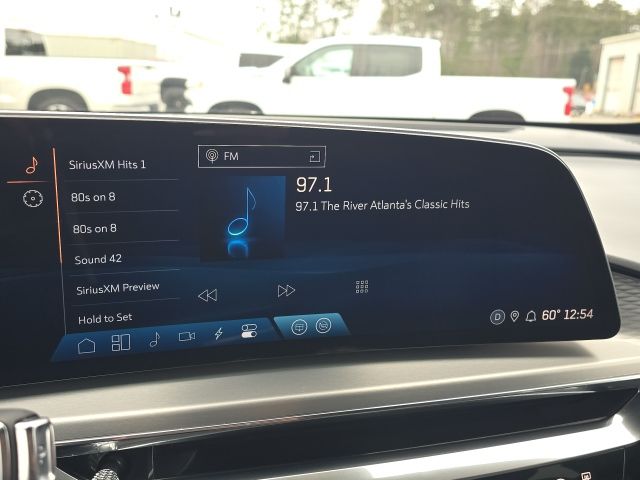 SiriusXM Hits 1
80s on 8
80s on 8
Sound 42
SiriusXM Preview
Hold to Set
FM
97.1
97.1 The River Atlanta's Classic Hits
D
60° 12:54